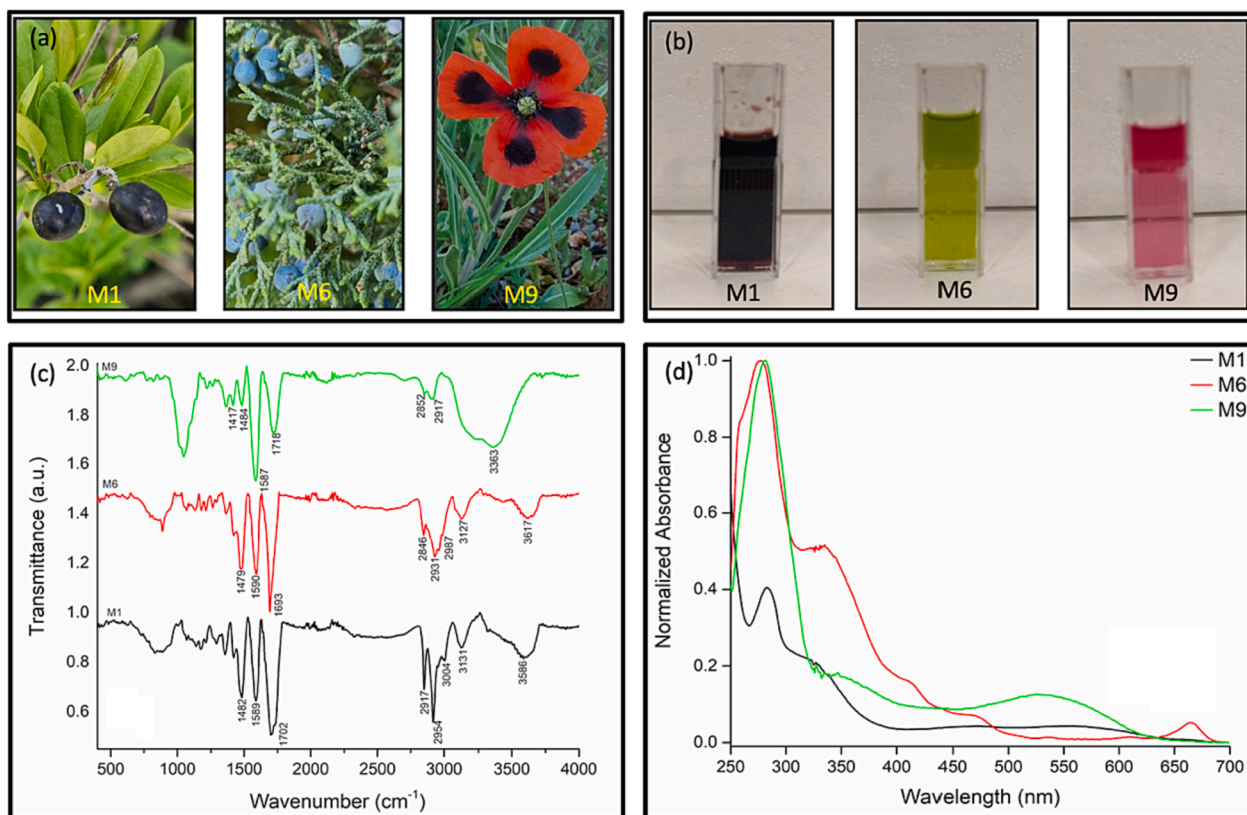 (a)
M1
M6
M9
(b)
M1
M6
M9
(c)
Transmittance (a.u.)
2.0
1.8
1.6
1.4
1.2
1.0
0.8
0.6
M9
1417
1484
1587
1718
2852
2917
3363
M6
1479
1590
1693
2846
2931
2987
3127
3617
M1
1482
1589
1702
2917
2954
3004
3131
3586
500 1000 1500 2000 2500 3000 3500 4000
Wavenumber (cm⁻¹)
(d)
M1
M6
M9
Normalized Absorbance
1.0
0.8
0.6
0.4
0.2
0.0
250 300 350 400 450 500 550 600 650 700
Wavelength (nm)